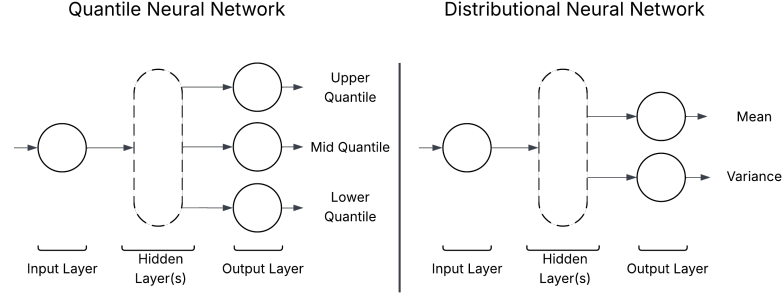 Quantile Neural Network
Upper
Quantile
Mid Quantile
Lower
Quantile
Input Layer
Hidden
Layer(s)
Output Layer
Distributional Neural Network
Mean
Variance
Input Layer
Hidden
Layer(s)
Output Layer